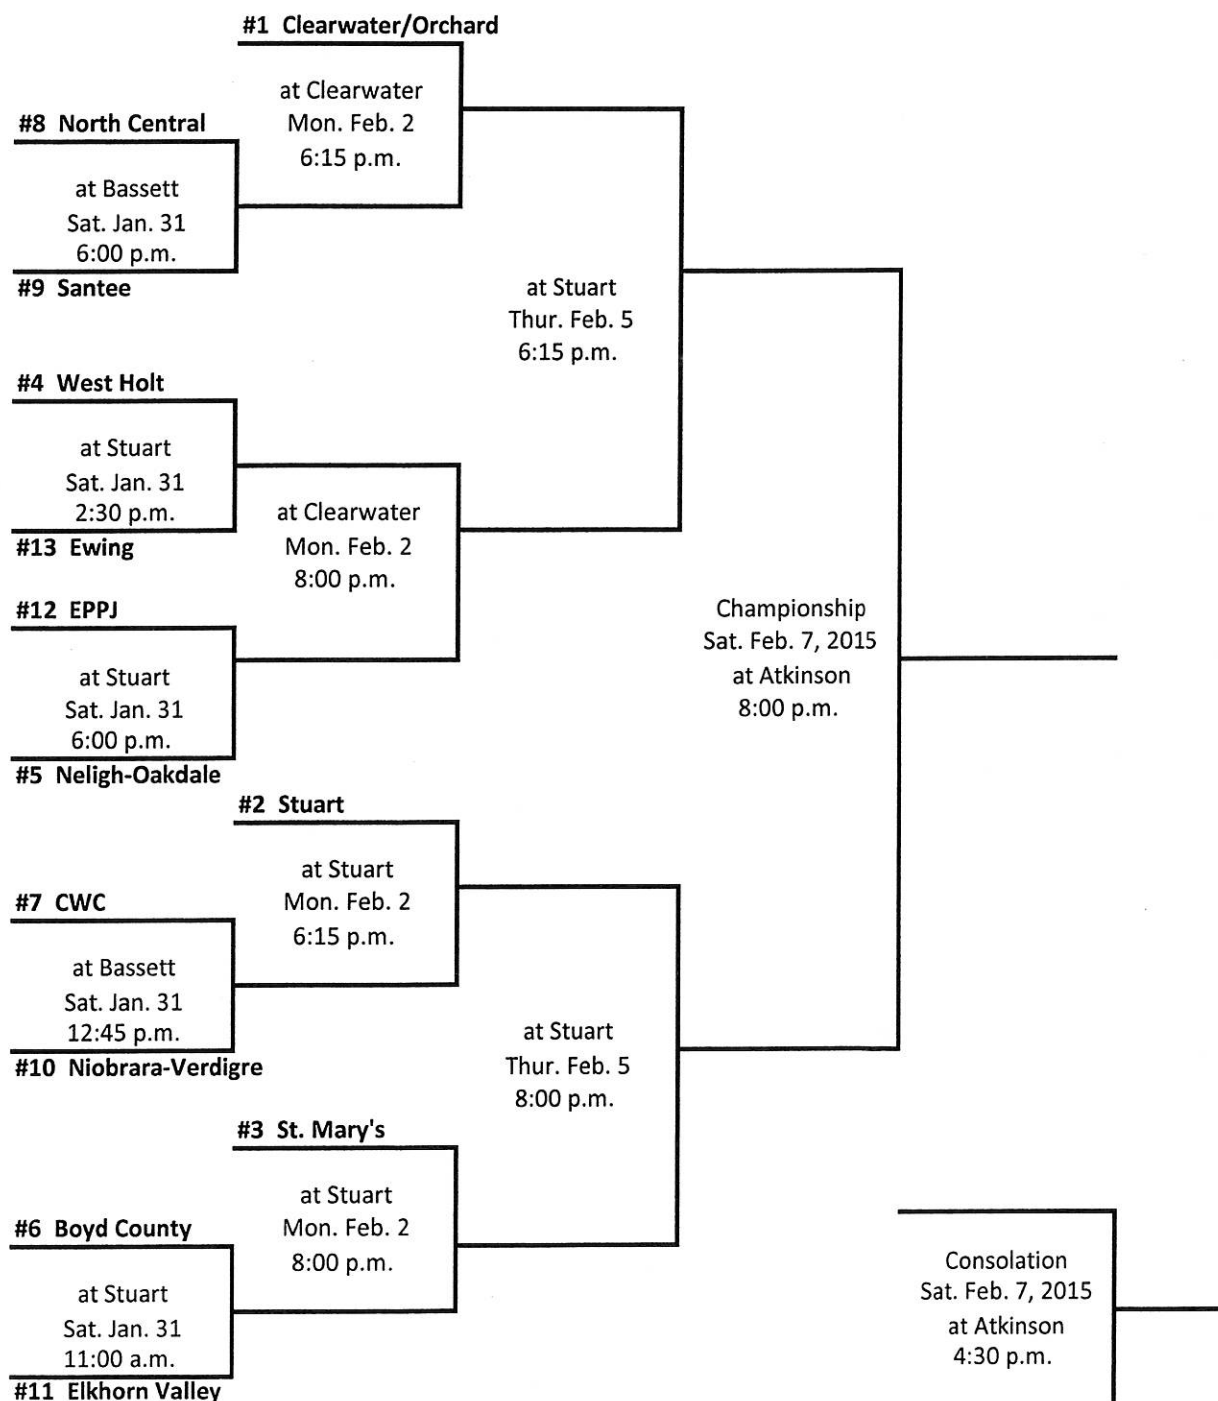 #1 Clearwater/Orchard
at Clearwater
Mon. Feb. 2
6:15 p.m.
#8 North Central
at Bassett
Sat. Jan. 31
6:00 p.m.
#9 Santee
at Stuart
Thur. Feb. 5
6:15 p.m.
#4 West Holt
at Stuart
Sat. Jan. 31
2:30 p.m.
#13 Ewing
at Clearwater
Mon. Feb. 2
8:00 p.m.
#12 EPPJ
at Stuart
Sat. Jan. 31
6:00 p.m.
#5 Neligh-Oakdale
Championship
Sat. Feb. 7, 2015
at Atkinson
8:00 p.m.
#2 Stuart
at Stuart
Mon. Feb. 2
6:15 p.m.
#7 CWC
at Bassett
Sat. Jan. 31
12:45 p.m.
#10 Niobrara-Verdigre
at Stuart
Thur. Feb. 5
8:00 p.m.
#3 St. Mary's
at Stuart
Mon. Feb. 2
8:00 p.m.
#6 Boyd County
at Stuart
Sat. Jan. 31
11:00 a.m.
#11 Elkhorn Valley
Consolation
Sat. Feb. 7, 2015
at Atkinson
4:30 p.m.